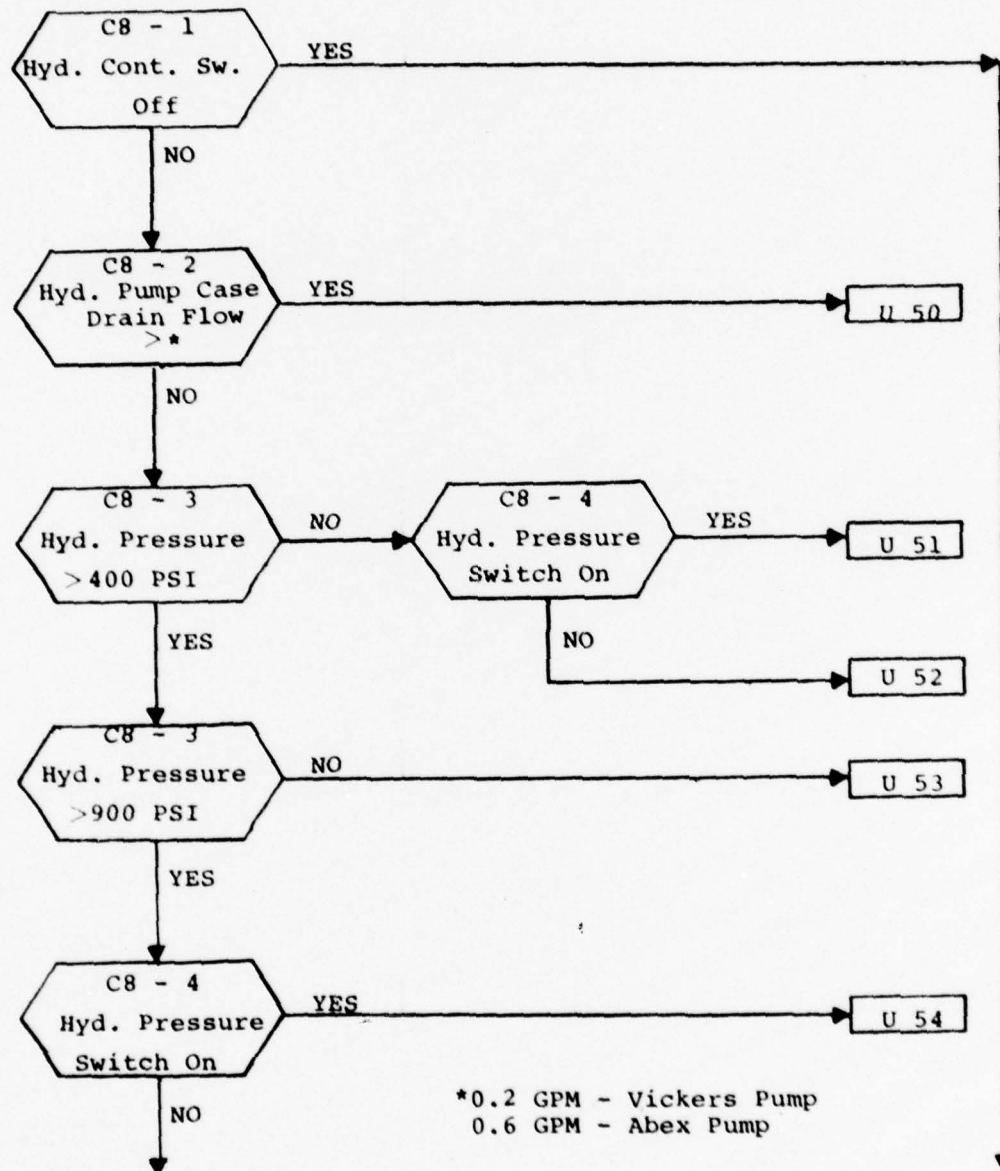 C8 - 1
Hyd. Cont. Sw.
Off
YES
NO
C8 - 2
Hyd. Pump Case
Drain Flow
>*
YES
U 50
NO
C8 - 3
Hyd. Pressure
>400 PSI
NO
C8 - 4
Hyd. Pressure
Switch On
YES
U 51
NO
U 52
YES
C8 - 3
Hyd. Pressure
>900 PSI
NO
U 53
YES
C8 - 4
Hyd. Pressure
Switch On
YES
U 54
NO
*0.2 GPM - Vickers Pump
0.6 GPM - Abex Pump